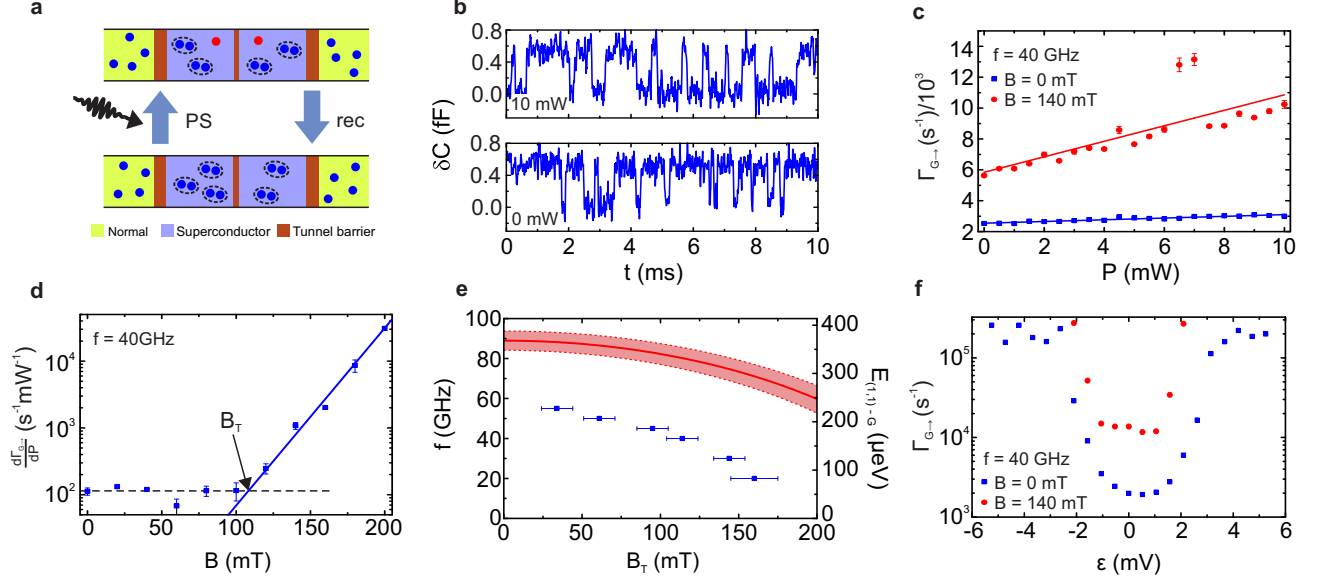 a
PS
rec
Normal
Superconductor
Tunnel barrier
b
δC (fF)
0.8
0.4
0.0
10 mW
0.8
0.4
0.0
0 mW
0 2 4 6 8 10
t (ms)
c
Γ_G→ (s⁻¹)/10³
14
12
10
8
6
4
2
f = 40 GHz
B = 0 mT
B = 140 mT
0 2 4 6 8 10
P (mW)
d
dΓ_G→/dP (s⁻¹mW⁻¹)
10⁴
10³
10²
f = 40GHz
B_T
0 50 100 150 200
B (mT)
e
f (GHz)
100
80
60
40
20
0
400
300
200
100
0
E_(1,1)-G (μeV)
0 50 100 150 200
B_T (mT)
f
Γ_G→ (s⁻¹)
10⁵
10⁴
10³
f = 40 GHz
B = 0 mT
B = 140 mT
-6 -4 -2 0 2 4 6
ε (mV)